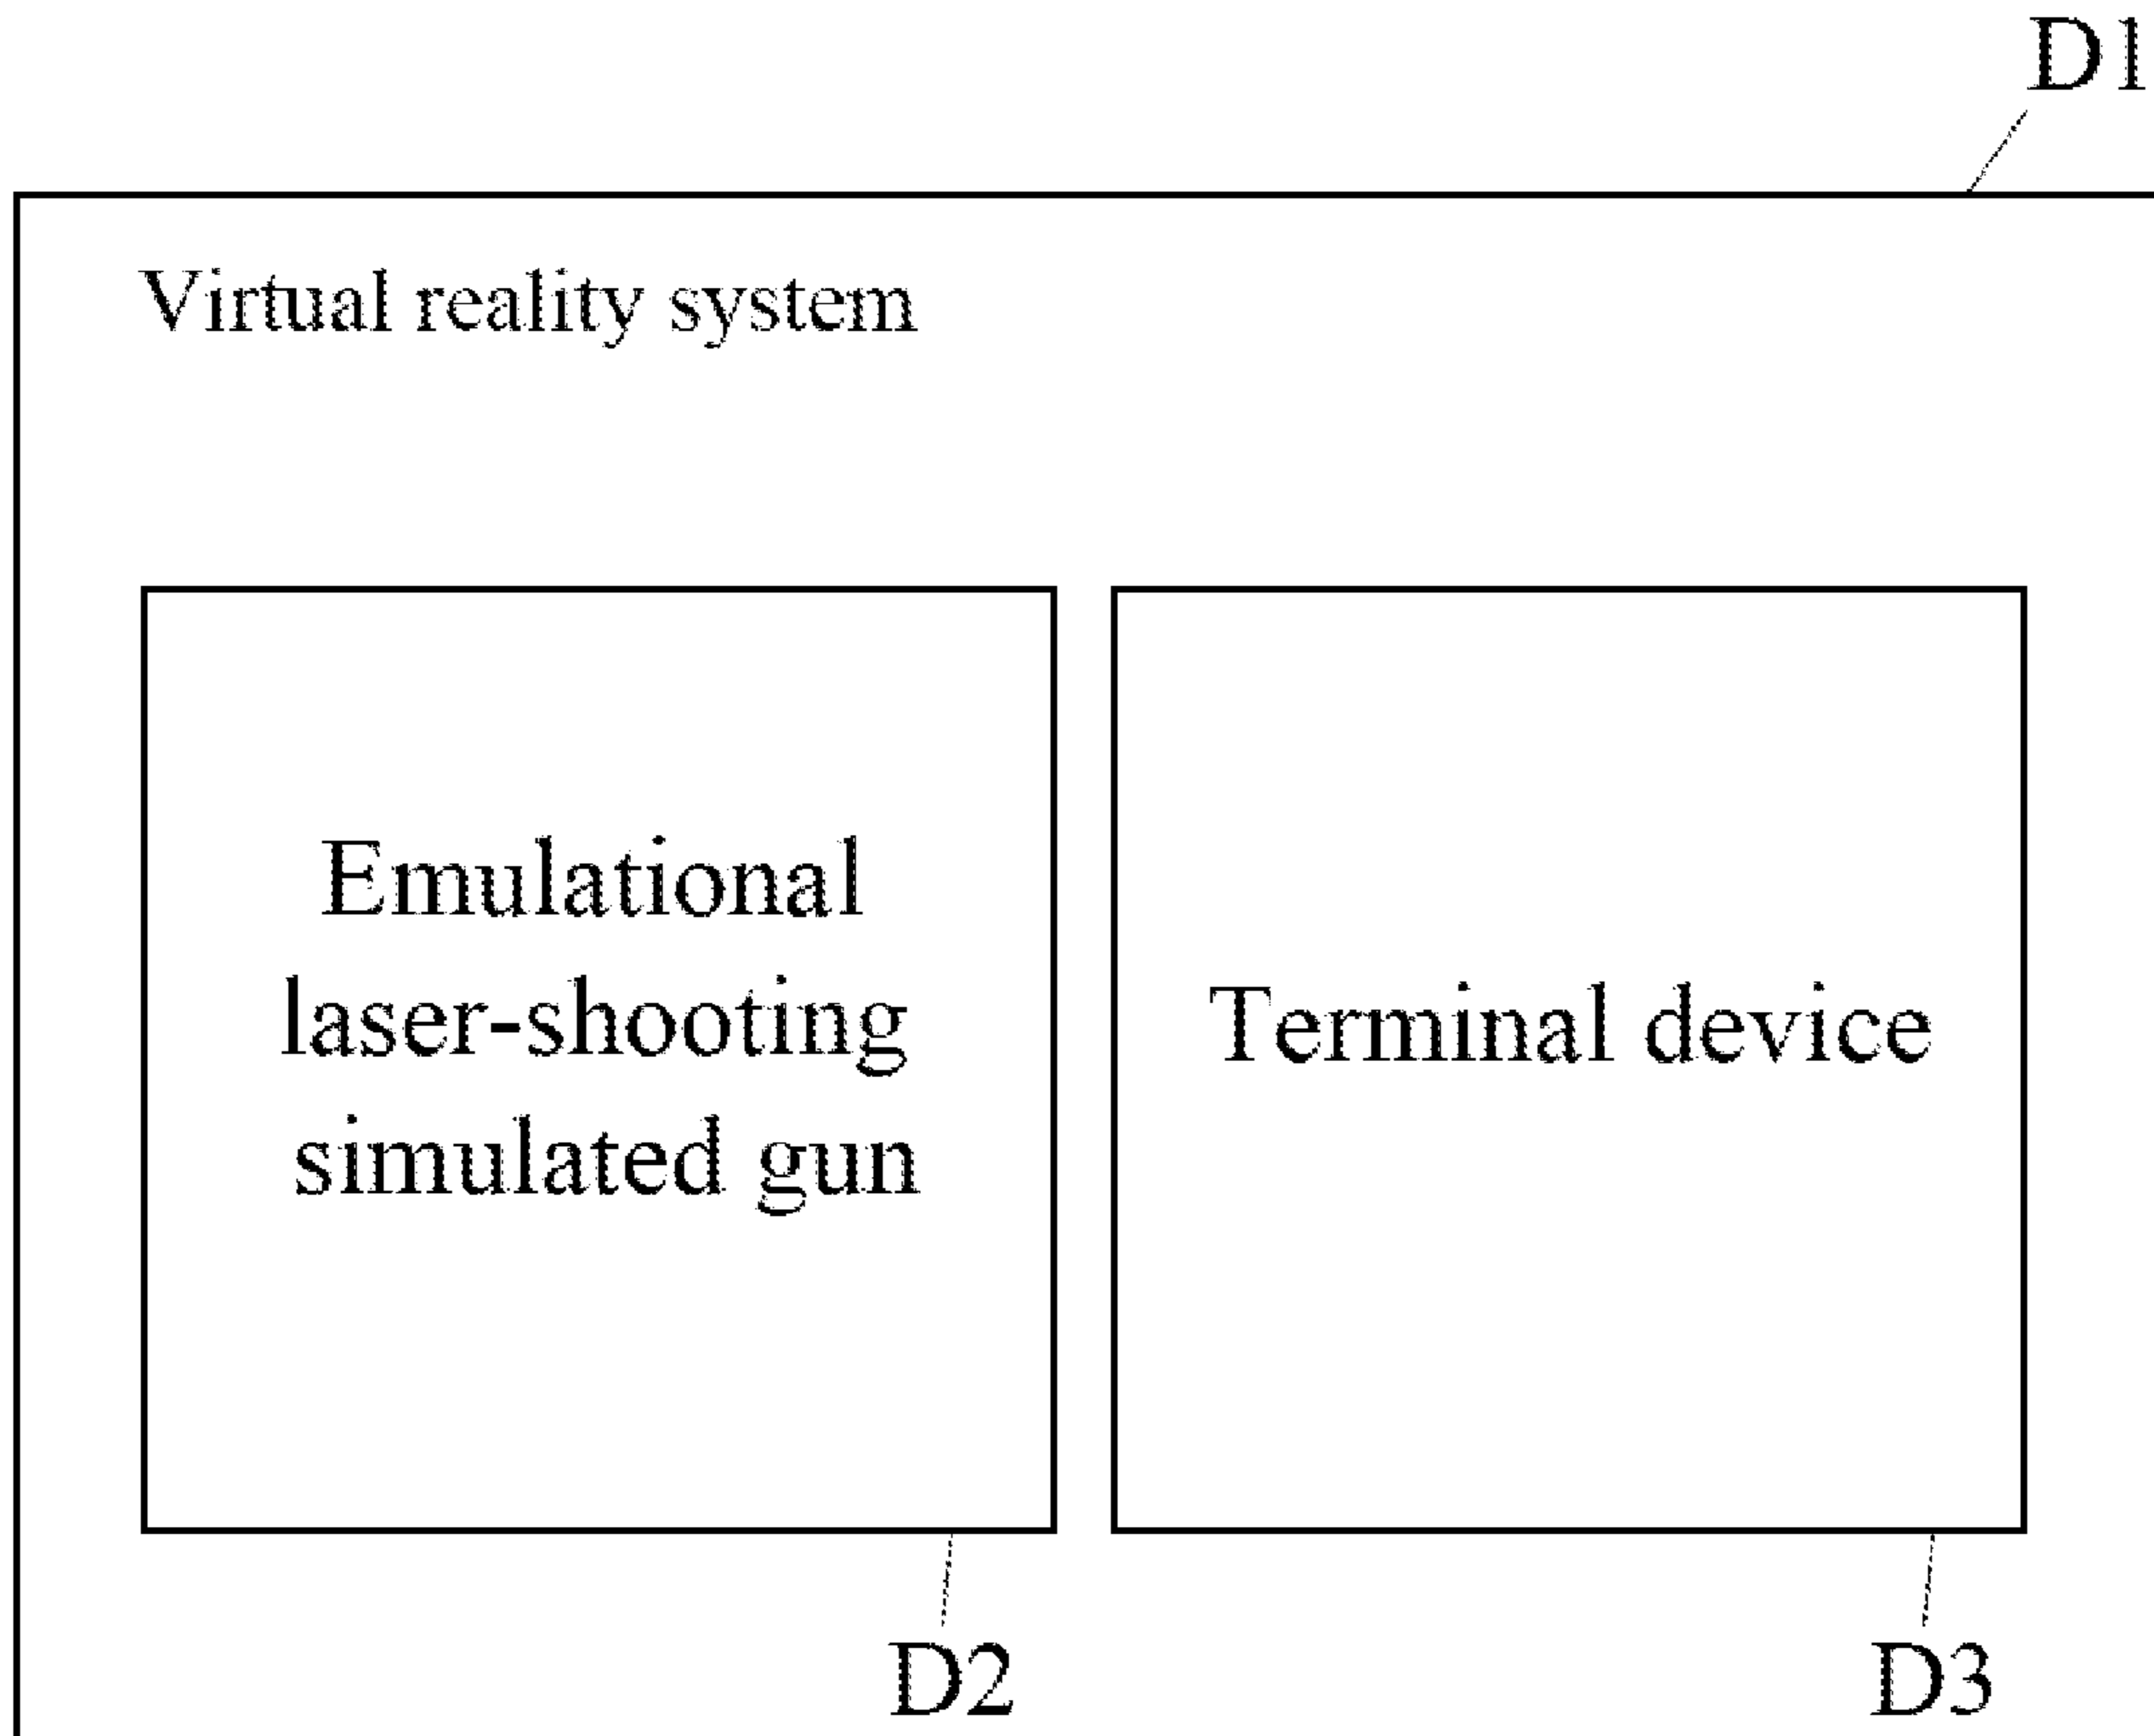 D1
Virtual reality system
Emulational
laser-shooting
simulated gun
Terminal device
D2
D3